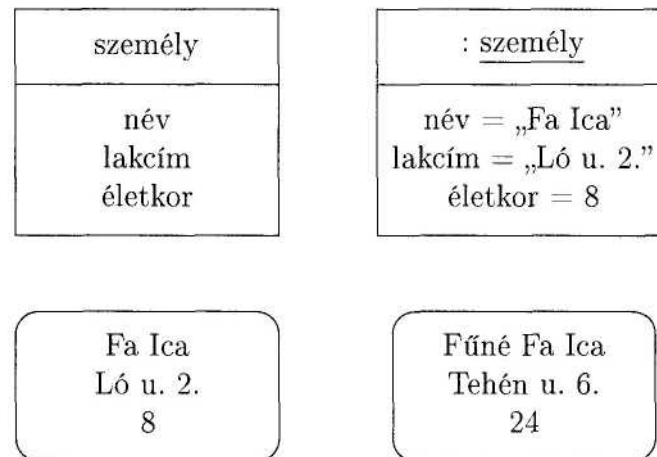 személy
név
lakcím
életkor
: személy
név = „Fa Ica”
lakcím = „Ló u. 2.”
életkor = 8
Fa Ica
Ló u. 2.
8
Fűné Fa Ica
Tehén u. 6.
24